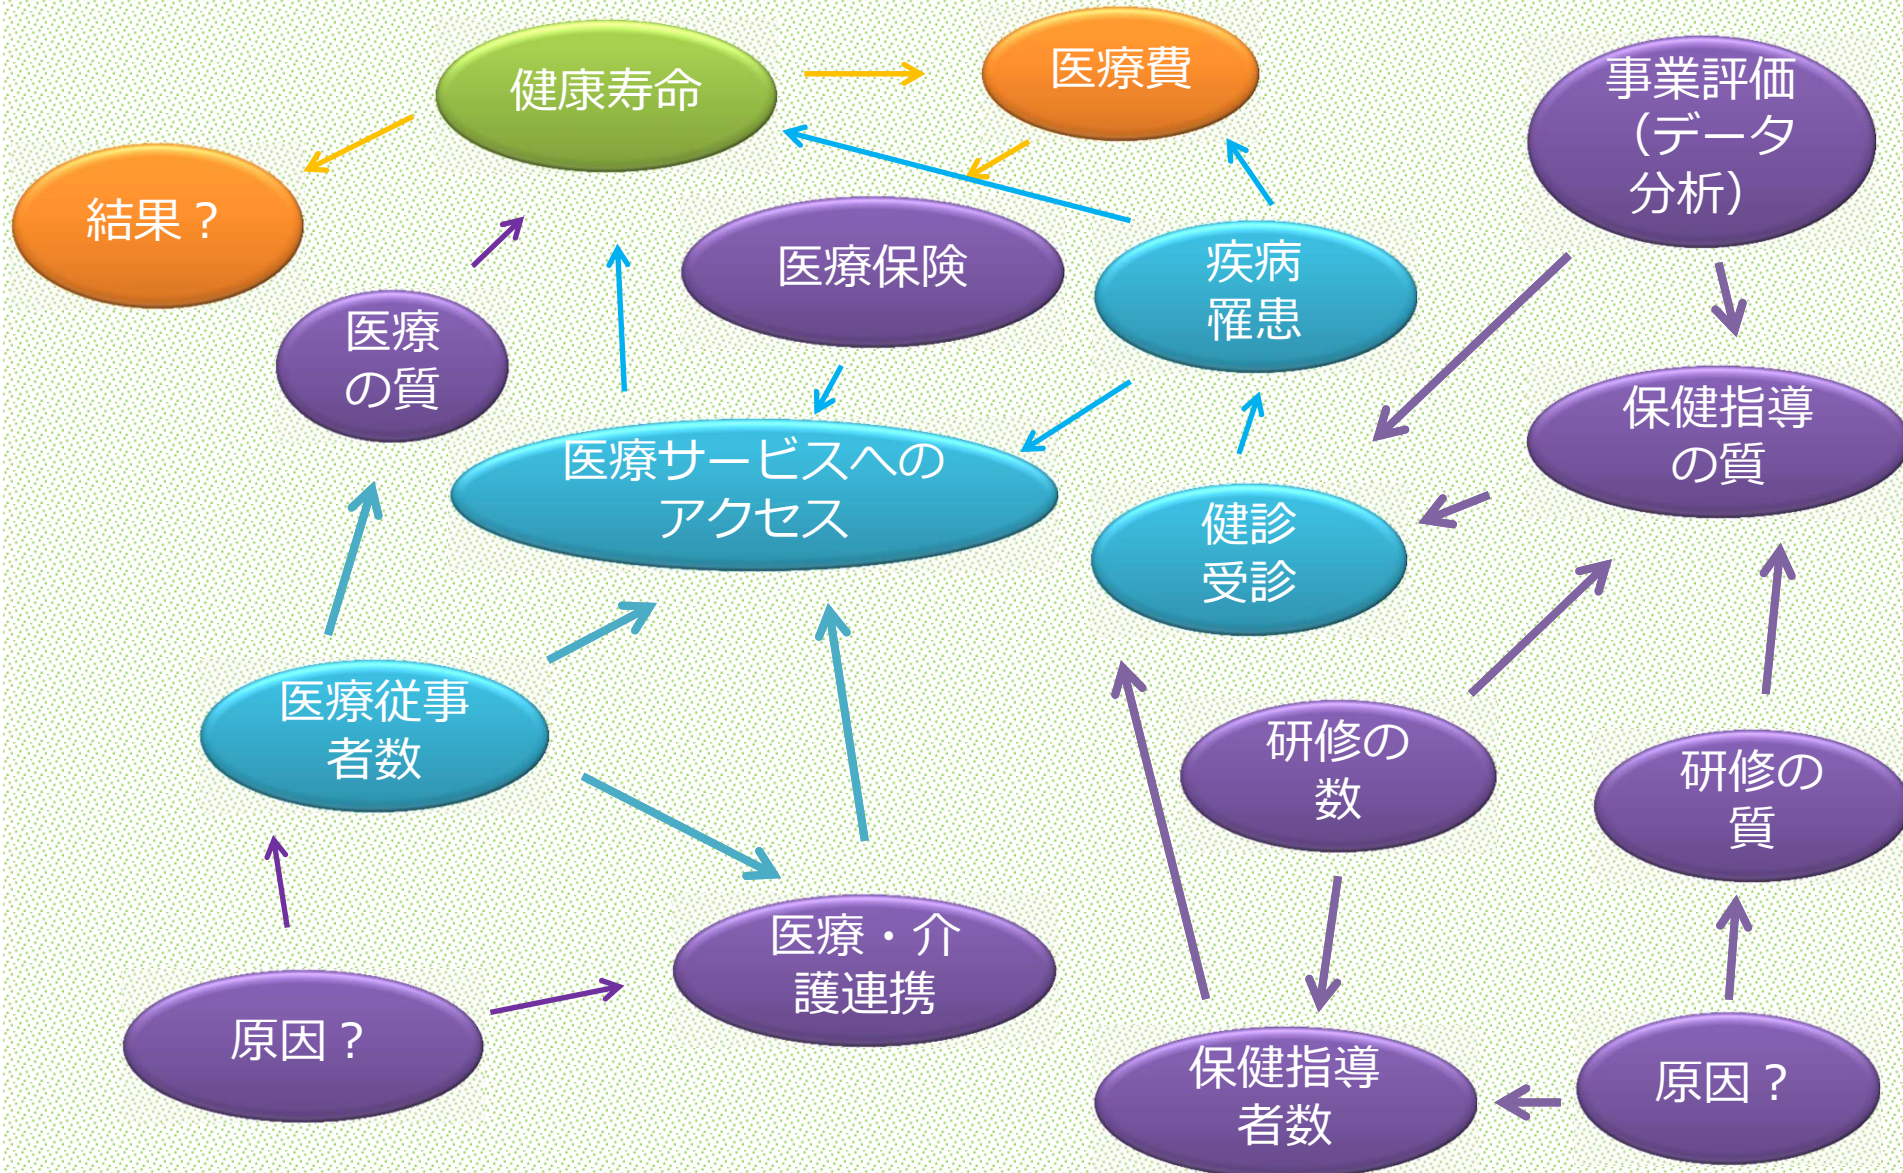 健康寿命
医療費
事業評価
（データ
分析）
結果？
医療保険
疾病
罹患
医療
の質
保健指導
の質
医療サービスへの
アクセス
健診
受診
医療従事
者数
研修の
数
研修の
質
医療・介
護連携
原因？
保健指導
者数
原因？